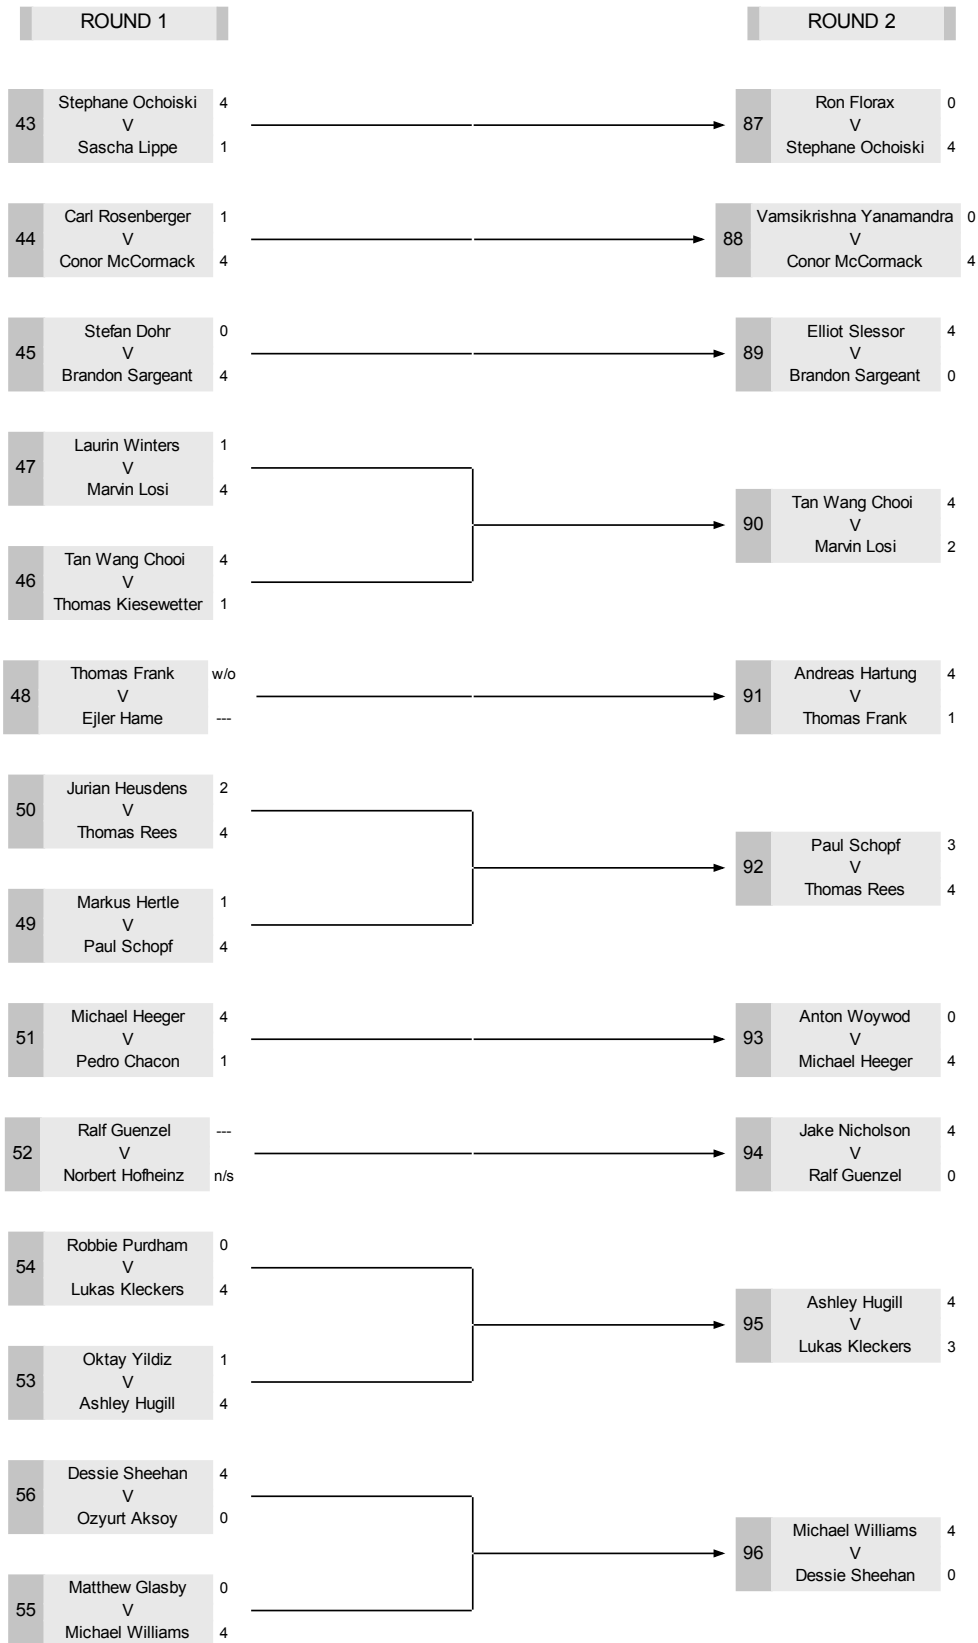 ROUND 1
ROUND 2
43
Stephane Ochoiski 4
V
Sascha Lippe 1
87
Ron Florax 0
V
Stephane Ochoiski 4
44
Carl Rosenberger 1
V
Conor McCormack 4
88
Vamsikrishna Yanamandra 0
V
Conor McCormack 4
45
Stefan Dohr 0
V
Brandon Sargeant 4
89
Elliot Slessor 4
V
Brandon Sargeant 0
47
Laurin Winters 1
V
Marvin Losi 4
46
Tan Wang Chooi 4
V
Thomas Kiesewetter 1
90
Tan Wang Chooi 4
V
Marvin Losi 2
48
Thomas Frank w/o
V
Ejler Hame ---
91
Andreas Hartung 4
V
Thomas Frank 1
50
Jurian Heusdens 2
V
Thomas Rees 4
49
Markus Hertle 1
V
Paul Schopf 4
92
Paul Schopf 3
V
Thomas Rees 4
51
Michael Heeger 4
V
Pedro Chacon 1
93
Anton Woywod 0
V
Michael Heeger 4
52
Ralf Guenzel ---
V
Norbert Hofheinz n/s
94
Jake Nicholson 4
V
Ralf Guenzel 0
54
Robbie Purdham 0
V
Lukas Kleckers 4
53
Oktay Yildiz 1
V
Ashley Hugill 4
95
Ashley Hugill 4
V
Lukas Kleckers 3
56
Dessie Sheehan 4
V
Ozyurt Aksoy 0
55
Matthew Glasby 0
V
Michael Williams 4
96
Michael Williams 4
V
Dessie Sheehan 0